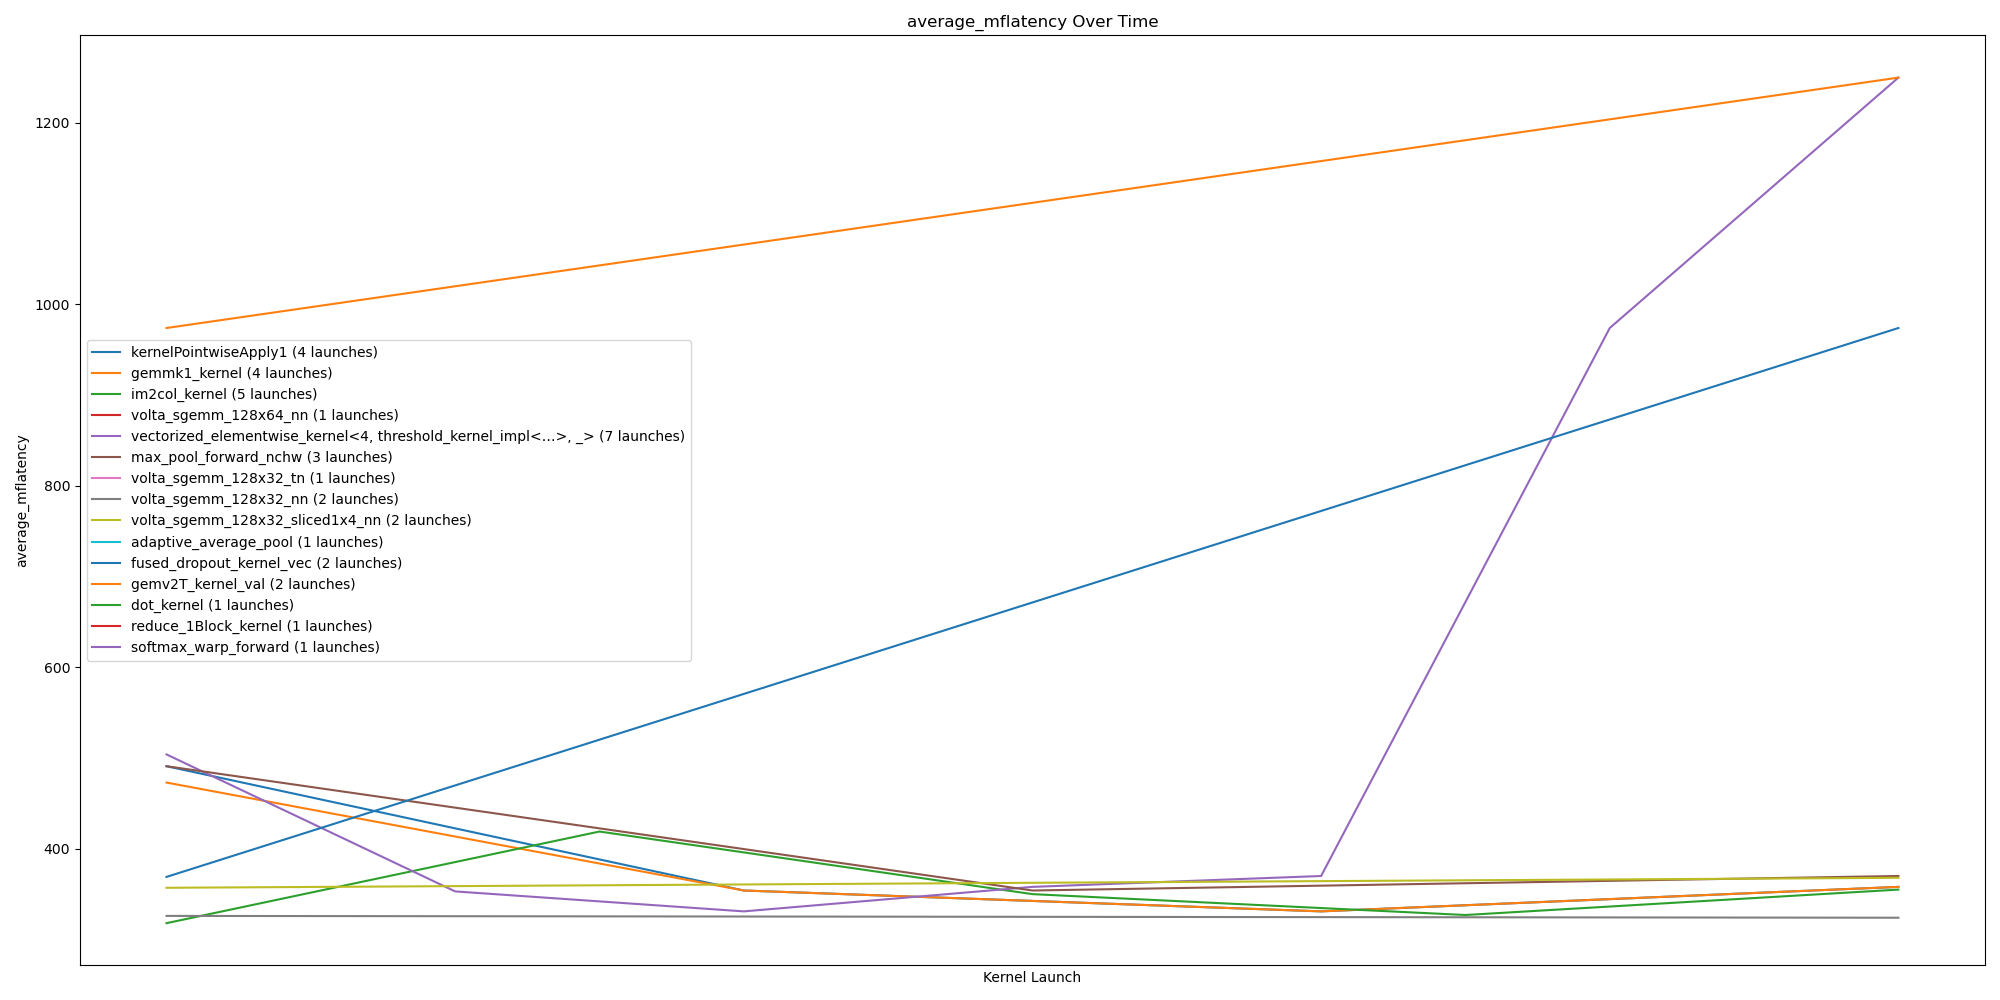 average_mflatency Over Time
1200
1000
800
600
400
average_mflatency
kernelPointwiseApply1 (4 launches)
gemmk1_kernel (4 launches)
im2col_kernel (5 launches)
volta_sgemm_128x64_nn (1 launches)
vectorized_elementwise_kernel<4, threshold_kernel_impl<...>, _> (7 launches)
max_pool_forward_nchw (3 launches)
volta_sgemm_128x32_tn (1 launches)
volta_sgemm_128x32_nn (2 launches)
volta_sgemm_128x32_sliced1x4_nn (2 launches)
adaptive_average_pool (1 launches)
fused_dropout_kernel_vec (2 launches)
gemv2T_kernel_val (2 launches)
dot_kernel (1 launches)
reduce_1Block_kernel (1 launches)
softmax_warp_forward (1 launches)
Kernel Launch